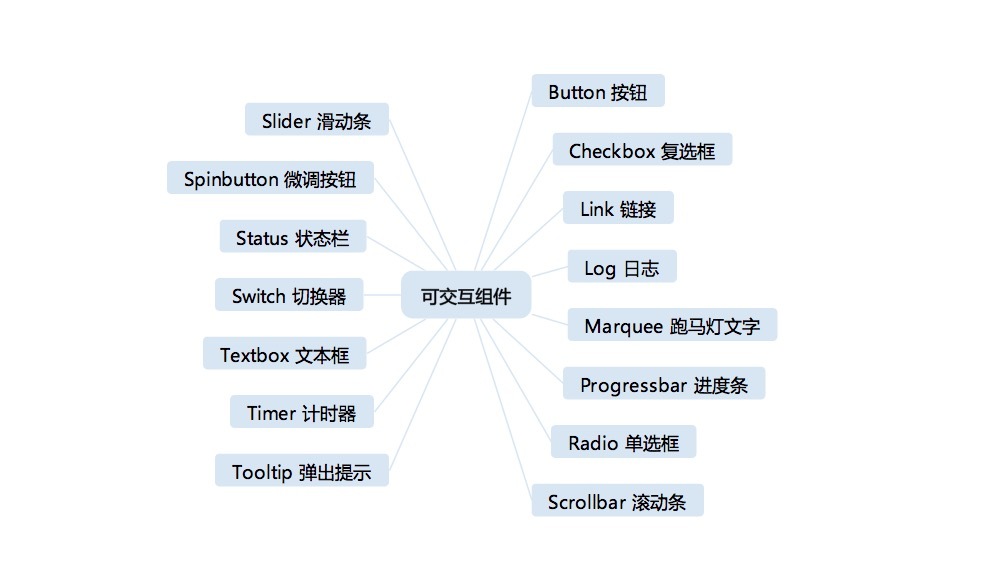 Button 按钮
Slider 滑动条
Checkbox 复选框
Spinbutton 微调按钮
Link 链接
Status 状态栏
Log 日志
Switch 切换器
可交互组件
Marquee 跑马灯文字
Textbox 文本框
Progressbar 进度条
Timer 计时器
Radio 单选框
Tooltip 弹出提示
Scrollbar 滚动条